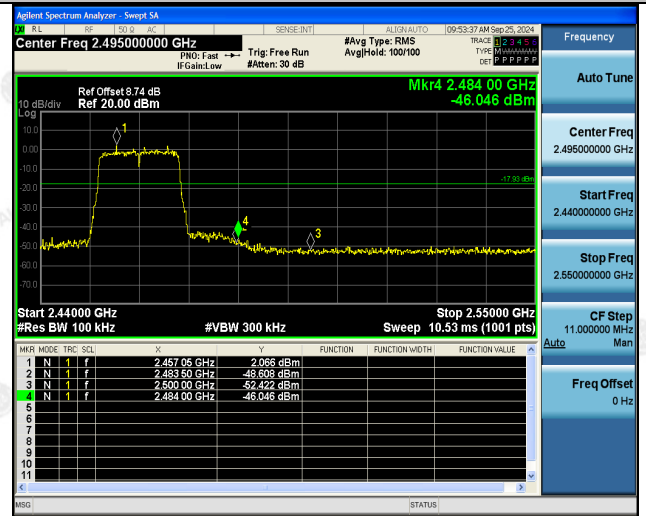 Agilent Spectrum Analyzer - Swept SA
RL RF 50 Ω AC SENSE:INT ALIGN AUTO 09:53:37 AM Sep 25, 2024
Center Freq 2.495000000 GHz
PNO: Fast
IFGain:Low
Trig: Free Run
#Atten: 30 dB
#Avg Type: RMS
Avg|Hold: 100/100
TRACE 1 2 3 4 5 6
TYPE M
DET P P P P P P
Frequency
Auto Tune
Center Freq
2.495000000 GHz
Start Freq
2.440000000 GHz
Stop Freq
2.550000000 GHz
CF Step
11.000000 MHz
Auto Man
Freq Offset
0 Hz
Ref Offset 8.74 dB
10 dB/div Ref 20.00 dBm
Log
Mkr4 2.484 00 GHz
-46.046 dBm
10.0
0.00
-10.0
-20.0
-30.0
-40.0
-50.0
-60.0
-70.0
1
4
3
-17.93 dBm
Start 2.44000 GHz Stop 2.55000 GHz
#Res BW 100 kHz #VBW 300 kHz Sweep 10.53 ms (1001 pts)
MKR MODE TRC SCL X Y FUNCTION FUNCTION WIDTH FUNCTION VALUE
1 N 1 f 2.457 05 GHz 2.066 dBm
2 N 1 f 2.483 50 GHz -48.608 dBm
3 N 1 f 2.500 00 GHz -52.422 dBm
4 N 1 f 2.484 00 GHz -46.046 dBm
5
6
7
8
9
10
11
MSG STATUS